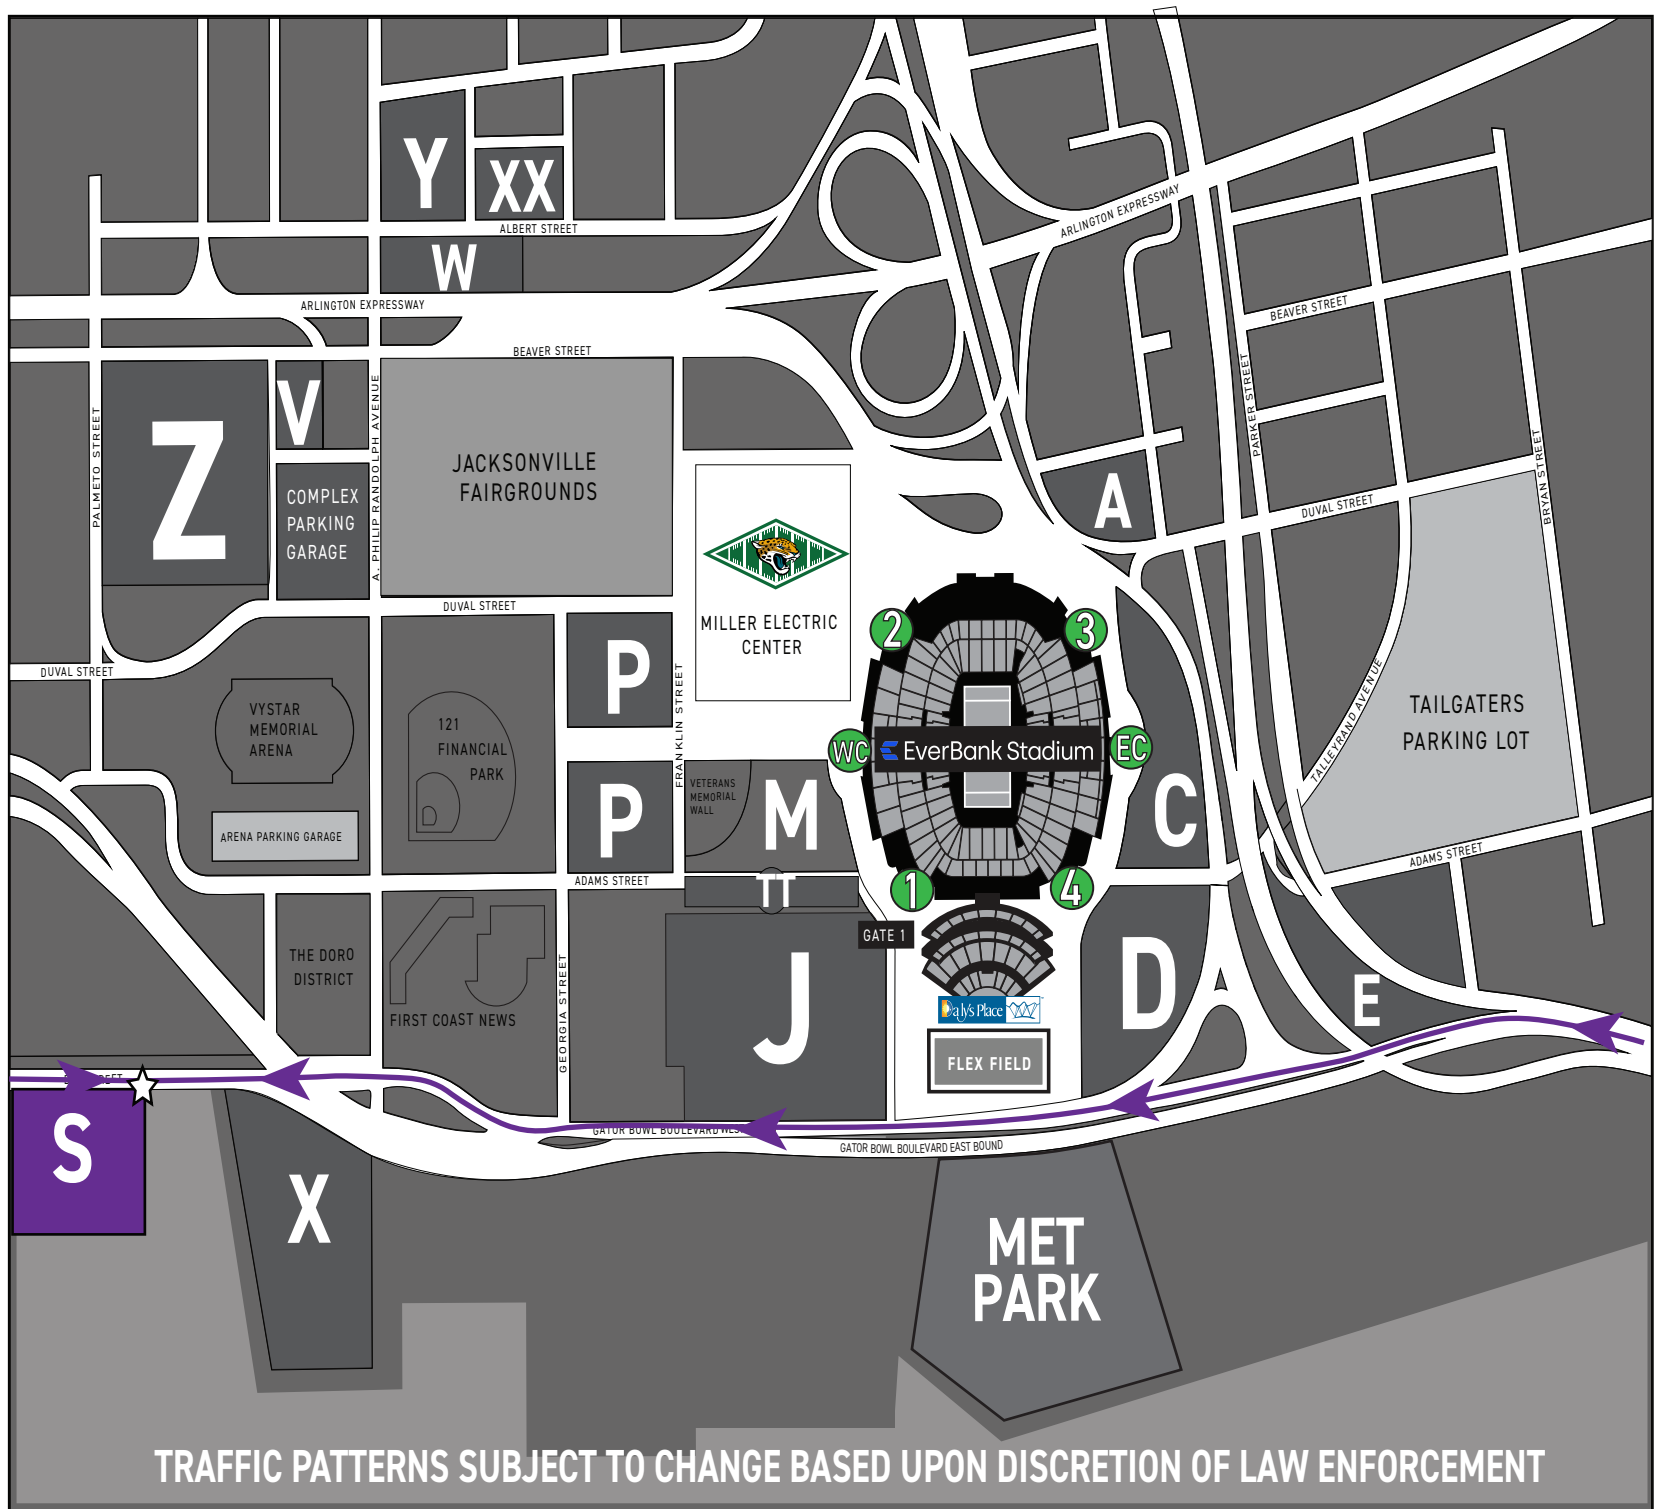 Y
XX
ALBERT STREET
W
ARLINGTON EXPRESSWAY
ARLINGTON EXPRESSWAY
BEAVER STREET
BEAVER STREET
PARKER STREET
PALMETO STREET
Z
V
A. PHILIP RANDOLPH AVENUE
COMPLEX
PARKING
GARAGE
JACKSONVILLE
FAIRGROUNDS
A
DUVAL STREET
BRYAN STREET
DUVAL STREET
MILLER ELECTRIC
CENTER
2
3
DUVAL STREET
P
FRANKLIN STREET
VYSTAR
MEMORIAL
ARENA
121
FINANCIAL
PARK
WC
EverBank Stadium
EC
TALLEYRAND AVENUE
TAILGATERS
PARKING LOT
P
VETERANS
MEMORIAL
WALL
M
C
ARENA PARKING GARAGE
ADAMS STREET
ADAMS STREET
TT
1
4
GATE 1
THE DORO
DISTRICT
FIRST COAST NEWS
GEORGIA STREET
J
Daly's Place
FLEX FIELD
D
E
S
GATOR BOWL BOULEVARD WES
GATOR BOWL BOULEVARD EAST BOUND
X
MET
PARK
TRAFFIC PATTERNS SUBJECT TO CHANGE BASED UPON DISCRETION OF LAW ENFORCEMENT